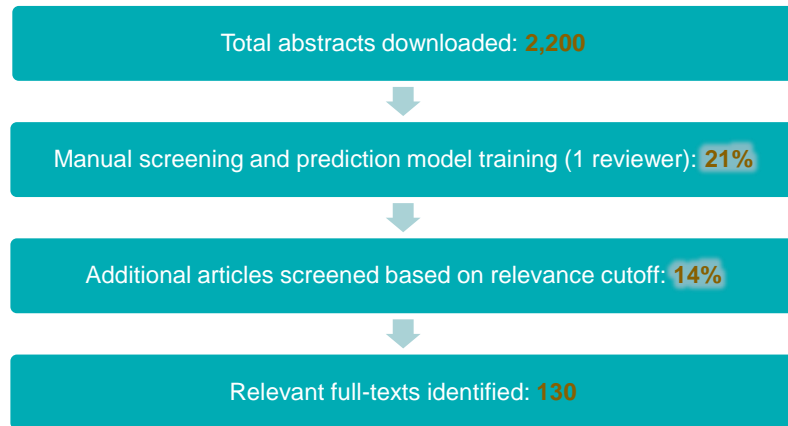 Total abstracts downloaded: 2,200
Manual screening and prediction model training (1 reviewer): 21%
Additional articles screened based on relevance cutoff: 14%
Relevant full-texts identified: 130